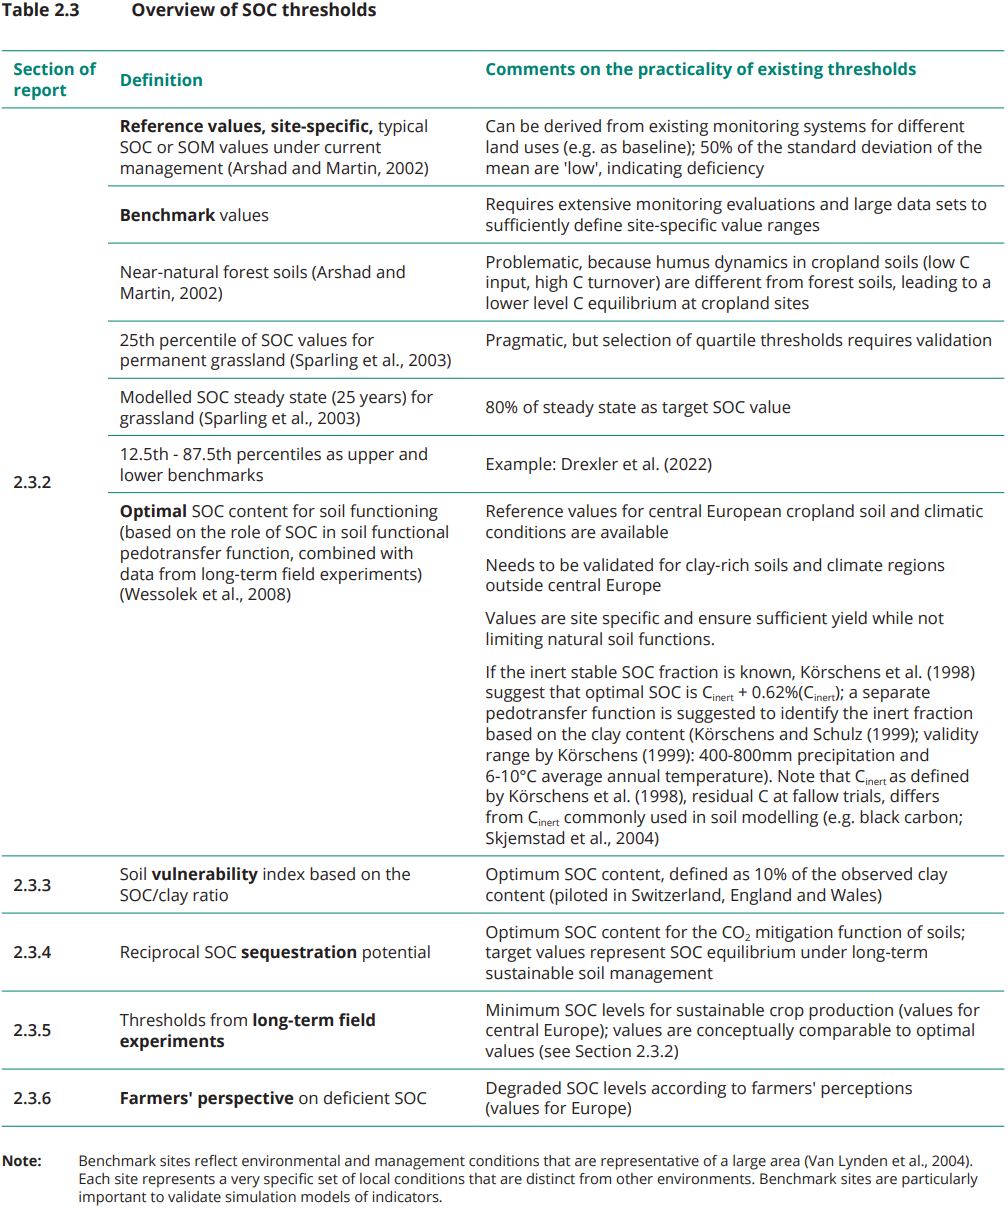 Table 2.3 Overview of SOC thresholds
Section of report
Definition
Comments on the practicality of existing thresholds
2.3.2
Reference values, site-specific, typical
SOC or SOM values under current
management (Arshad and Martin, 2002)
Can be derived from existing monitoring systems for different
land uses (e.g. as baseline); 50% of the standard deviation of the
mean are 'low', indicating deficiency
Benchmark values
Requires extensive monitoring evaluations and large data sets to
sufficiently define site-specific value ranges
Near-natural forest soils (Arshad and
Martin, 2002)
Problematic, because humus dynamics in cropland soils (low C
input, high C turnover) are different from forest soils, leading to a
lower level C equilibrium at cropland sites
25th percentile of SOC values for
permanent grassland (Sparling et al., 2003)
Pragmatic, but selection of quartile thresholds requires validation
Modelled SOC steady state (25 years) for
grassland (Sparling et al., 2003)
80% of steady state as target SOC value
12.5th - 87.5th percentiles as upper and
lower benchmarks
Example: Drexler et al. (2022)
Optimal SOC content for soil functioning
(based on the role of SOC in soil functional
pedotransfer function, combined with
data from long-term field experiments)
(Wessolek et al., 2008)
Reference values for central European cropland soil and climatic
conditions are available
Needs to be validated for clay-rich soils and climate regions
outside central Europe
Values are site specific and ensure sufficient yield while not
limiting natural soil functions.
If the inert stable SOC fraction is known, Körschens et al. (1998)
suggest that optimal SOC is Cinert + 0.62%(Cinert); a separate
pedotransfer function is suggested to identify the inert fraction
based on the clay content (Körschens and Schulz (1999); validity
range by Körschens (1999): 400-800mm precipitation and
6-10°C average annual temperature). Note that Cinert as defined
by Körschens et al. (1998), residual C at fallow trials, differs
from Cinert commonly used in soil modelling (e.g. black carbon;
Skjemstad et al., 2004)
2.3.3
Soil vulnerability index based on the
SOC/clay ratio
Optimum SOC content, defined as 10% of the observed clay
content (piloted in Switzerland, England and Wales)
2.3.4
Reciprocal SOC sequestration potential
Optimum SOC content for the CO2 mitigation function of soils;
target values represent SOC equilibrium under long-term
sustainable soil management
2.3.5
Thresholds from long-term field
experiments
Minimum SOC levels for sustainable crop production (values for
central Europe); values are conceptually comparable to optimal
values (see Section 2.3.2)
2.3.6
Farmers' perspective on deficient SOC
Degraded SOC levels according to farmers' perceptions
(values for Europe)
Note: Benchmark sites reflect environmental and management conditions that are representative of a large area (Van Lynden et al., 2004).
Each site represents a very specific set of local conditions that are distinct from other environments. Benchmark sites are particularly
important to validate simulation models of indicators.